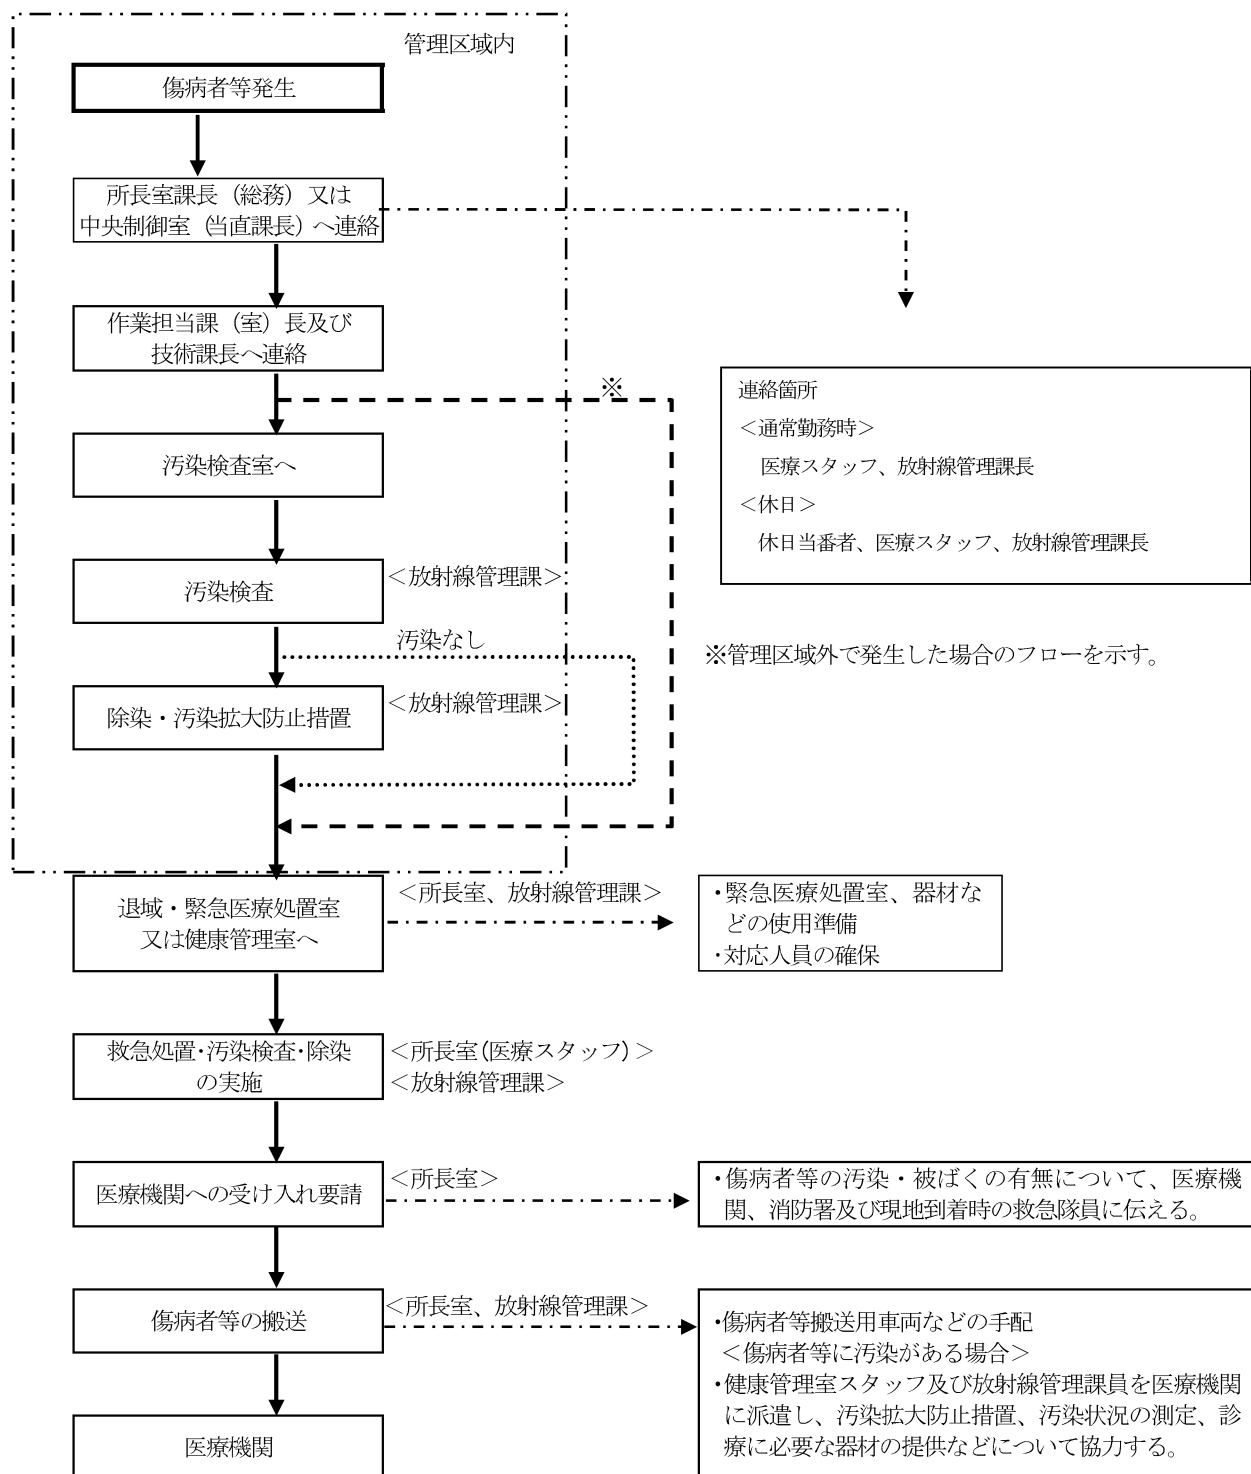 管理区域内
傷病者等発生
所長室課長（総務）又は
中央制御室（当直課長）へ連絡
作業担当課（室）長及び
技術課長へ連絡
※
連絡箇所
＜通常勤務時＞
医療スタッフ、放射線管理課長
＜休日＞
休日当番者、医療スタッフ、放射線管理課長
汚染検査室へ
汚染検査
＜放射線管理課＞
汚染なし
※管理区域外で発生した場合のフローを示す。
除染・汚染拡大防止措置
＜放射線管理課＞
退域・緊急医療処置室
又は健康管理室へ
＜所長室、放射線管理課＞
・緊急医療処置室、器材な
どの使用準備
・対応人員の確保
救急処置・汚染検査・除染
の実施
＜所長室（医療スタッフ）＞
＜放射線管理課＞
医療機関への受け入れ要請
＜所長室＞
・傷病者等の汚染・被ばくの有無について、医療機
関、消防署及び現地到着時の救急隊員に伝える。
傷病者等の搬送
＜所長室、放射線管理課＞
・傷病者等搬送用車両などの手配
＜傷病者等に汚染がある場合＞
・健康管理室スタッフ及び放射線管理課員を医療機関
に派遣し、汚染拡大防止措置、汚染状況の測定、診
療に必要な器材の提供などについて協力する。
医療機関